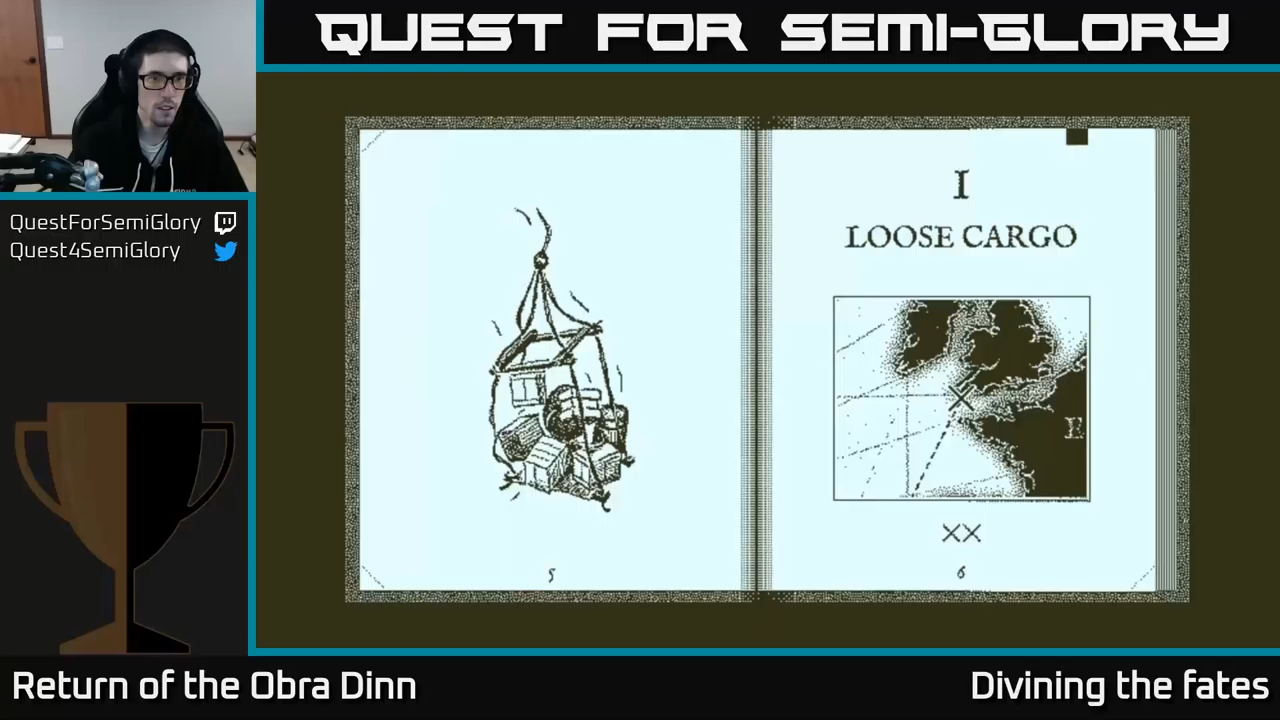 QUEST FOR SEMI-GLORY
QuestForSemiGlory
Quest4SemiGlory
I
LOOSE CARGO
E
XX
5
6
Return of the Obra Dinn
Divining the fates